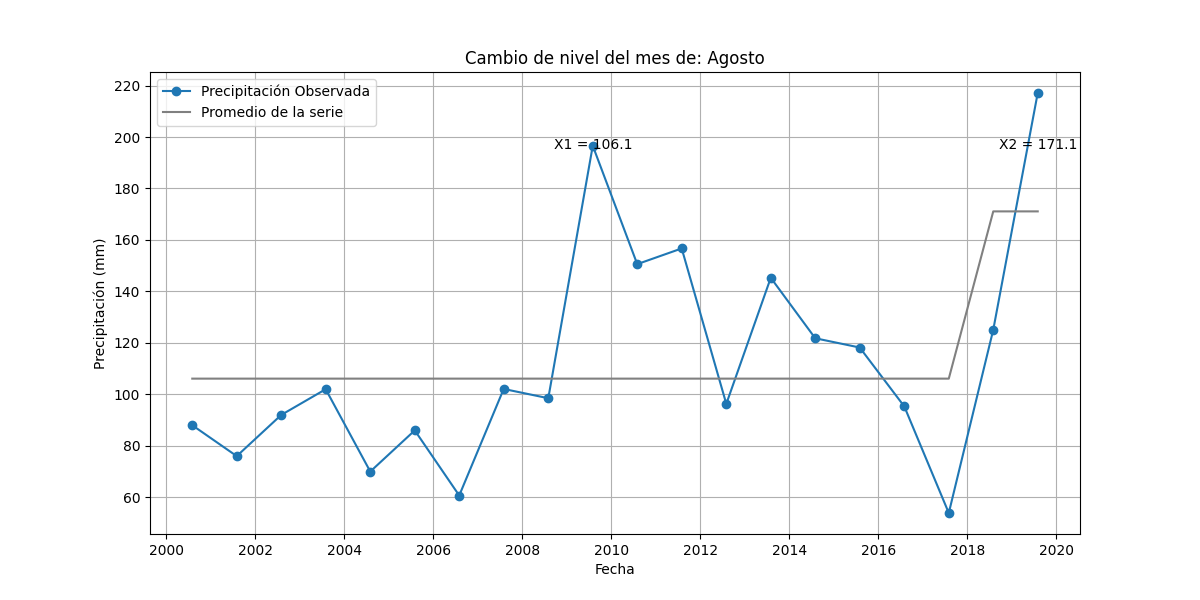 Cambio de nivel del mes de: Agosto
Precipitación Observada
Promedio de la serie
X1 = 106.1
X2 = 171.1
Precipitación (mm)
220
200
180
160
140
120
100
80
60
2000 2002 2004 2006 2008 2010 2012 2014 2016 2018 2020
Fecha